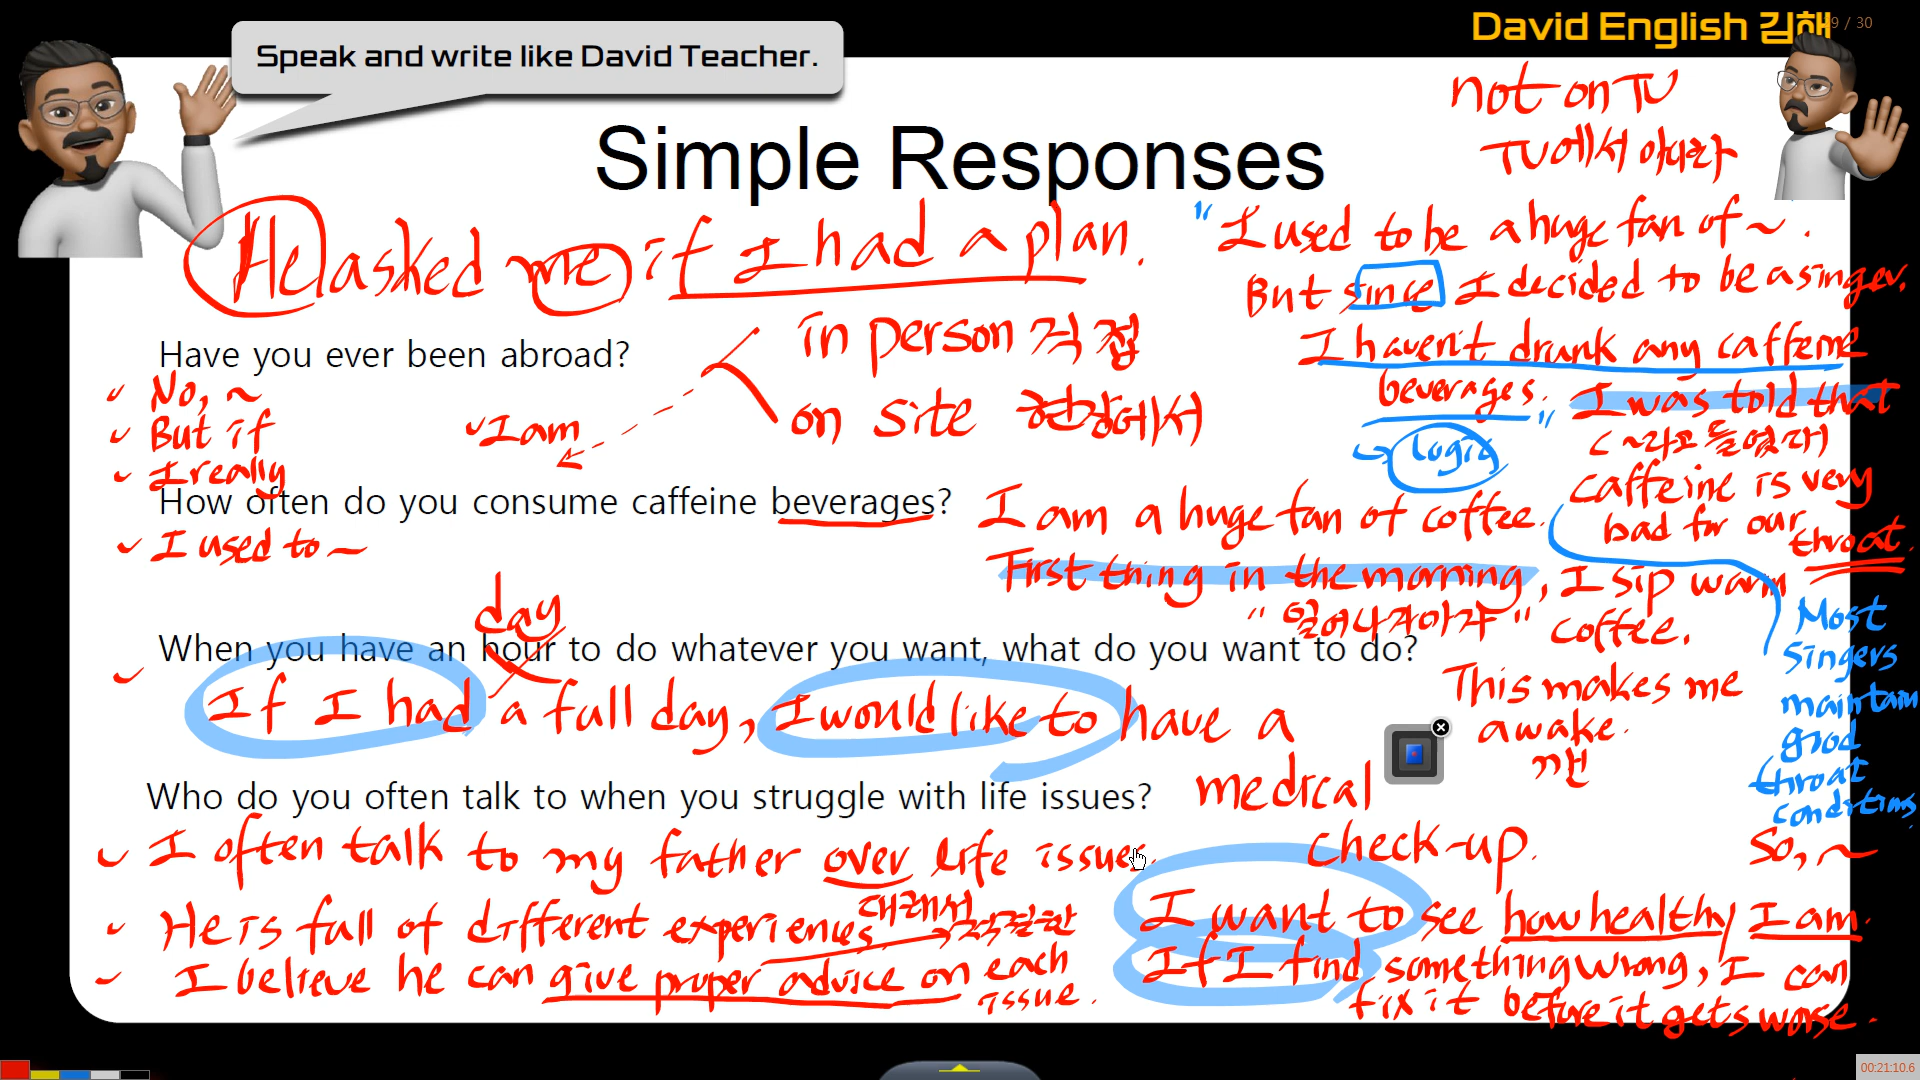 David English 김해
9 / 30
Speak and write like David Teacher.
Simple Responses
not on TV
TV에서 아니라
He asked me if I had a plan.
"I used to be a huge fan of ~.
But since I decided to be a singer.
I haven't drunk any caffeine
beverages."
→ logic
in person 직접
on site 현장에서
Have you ever been abroad?
No, ~
But if
I really
I am
I was told that
(~라고 들었다)
caffeine is very
bad for our
throat.
How often do you consume caffeine beverages?
I used to ~
I am a huge fan of coffee.
First thing in the morning, I sip warm
"일어나자마자"
coffee.
This makes me
awake.
깬
Most
Singers
maintain
good
throat
conditions
So, ~
day
When you have an hour to do whatever you want, what do you want to do?
If I had a full day, I would like to have a
medical
check-up.
I want to see how healthy I am.
If I find something wrong, I can
fix it before it gets worse.
Who do you often talk to when you struggle with life issues?
I often talk to my father over life issues.
He is full of different experiences
I believe he can give proper advice on each
issue.
00:21:10.6